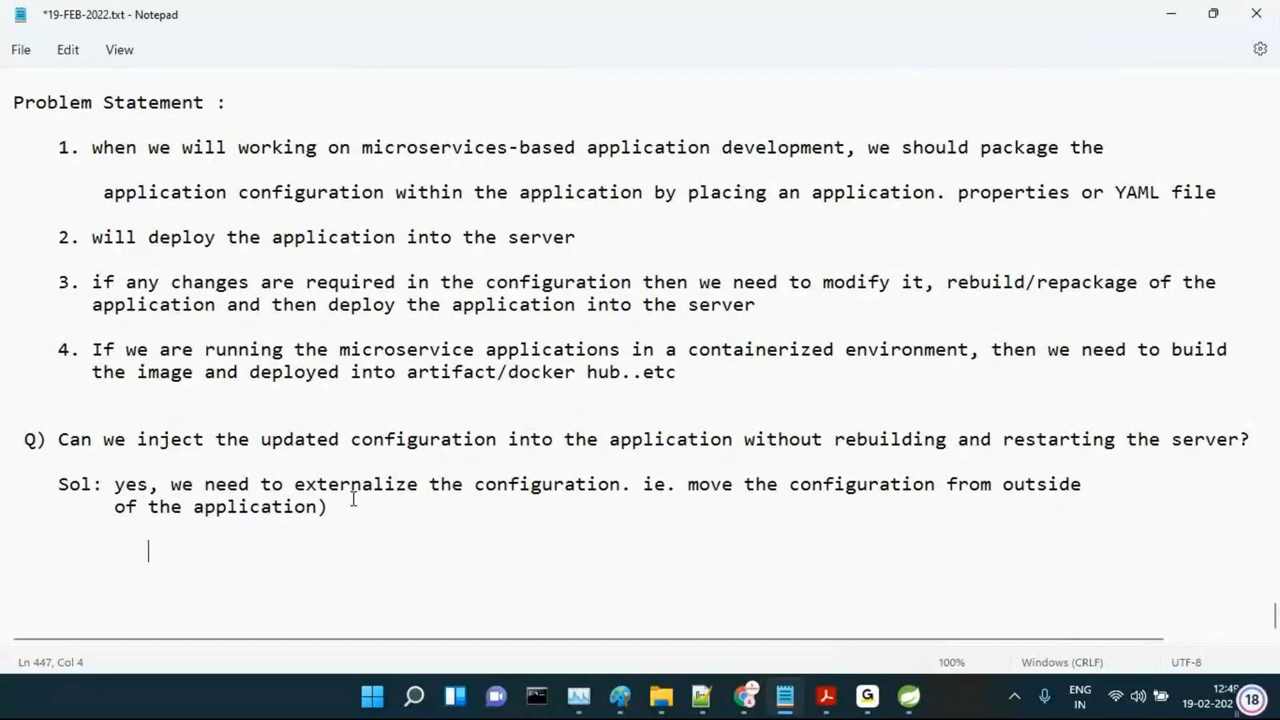 *19-FEB-2022.txt - Notepad
File Edit View
Problem Statement :
1. when we will working on microservices-based application development, we should package the
application configuration within the application by placing an application. properties or YAML file
2. will deploy the application into the server
3. if any changes are required in the configuration then we need to modify it, rebuild/repackage of the
application and then deploy the application into the server
4. If we are running the microservice applications in a containerized environment, then we need to build
the image and deployed into artifact/docker hub..etc
Q) Can we inject the updated configuration into the application without rebuilding and restarting the server?
Sol: yes, we need to externalize the configuration. ie. move the configuration from outside
of the application)
Ln 447, Col 4 100% Windows (CRLF) UTF-8
ENG
IN
19-02-202
18